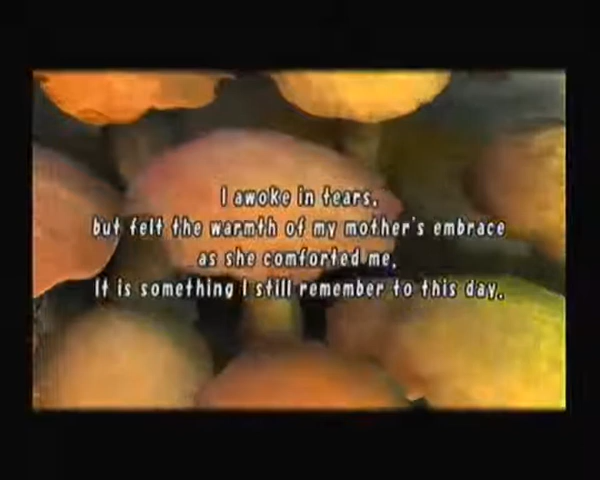 I awoke in tears,
but felt the warmth of my mother's embrace
as she comforted me.
It is something I still remember to this day.